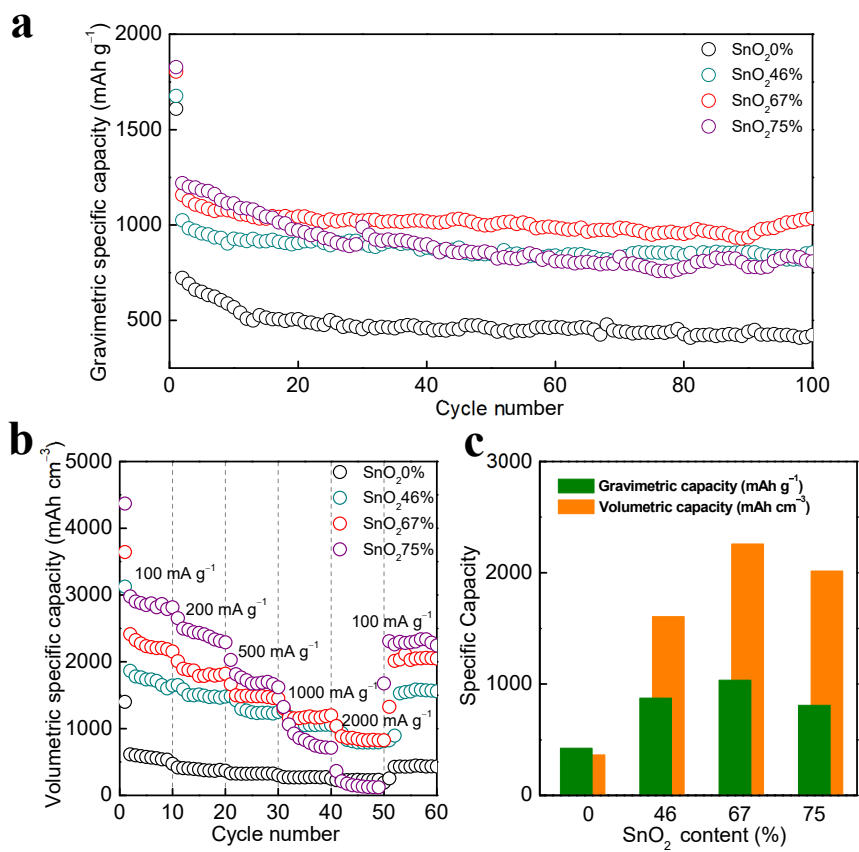 a
Gravimetric specific capacity (mAh g⁻¹)
2000
1500
1000
500
0
20
40
60
80
100
Cycle number
SnO₂0%
SnO₂46%
SnO₂67%
SnO₂75%
b
Volumetric specific capacity (mAh cm⁻³)
5000
4000
3000
2000
1000
0
0
10
20
30
40
50
60
Cycle number
SnO₂0%
SnO₂46%
SnO₂67%
SnO₂75%
100 mA g⁻¹
200 mA g⁻¹
500 mA g⁻¹
1000 mA g⁻¹
2000 mA g⁻¹
100 mA g⁻¹
c
Specific Capacity
3000
2000
1000
0
Gravimetric capacity (mAh g⁻¹)
Volumetric capacity (mAh cm⁻³)
0
46
67
75
SnO₂ content (%)